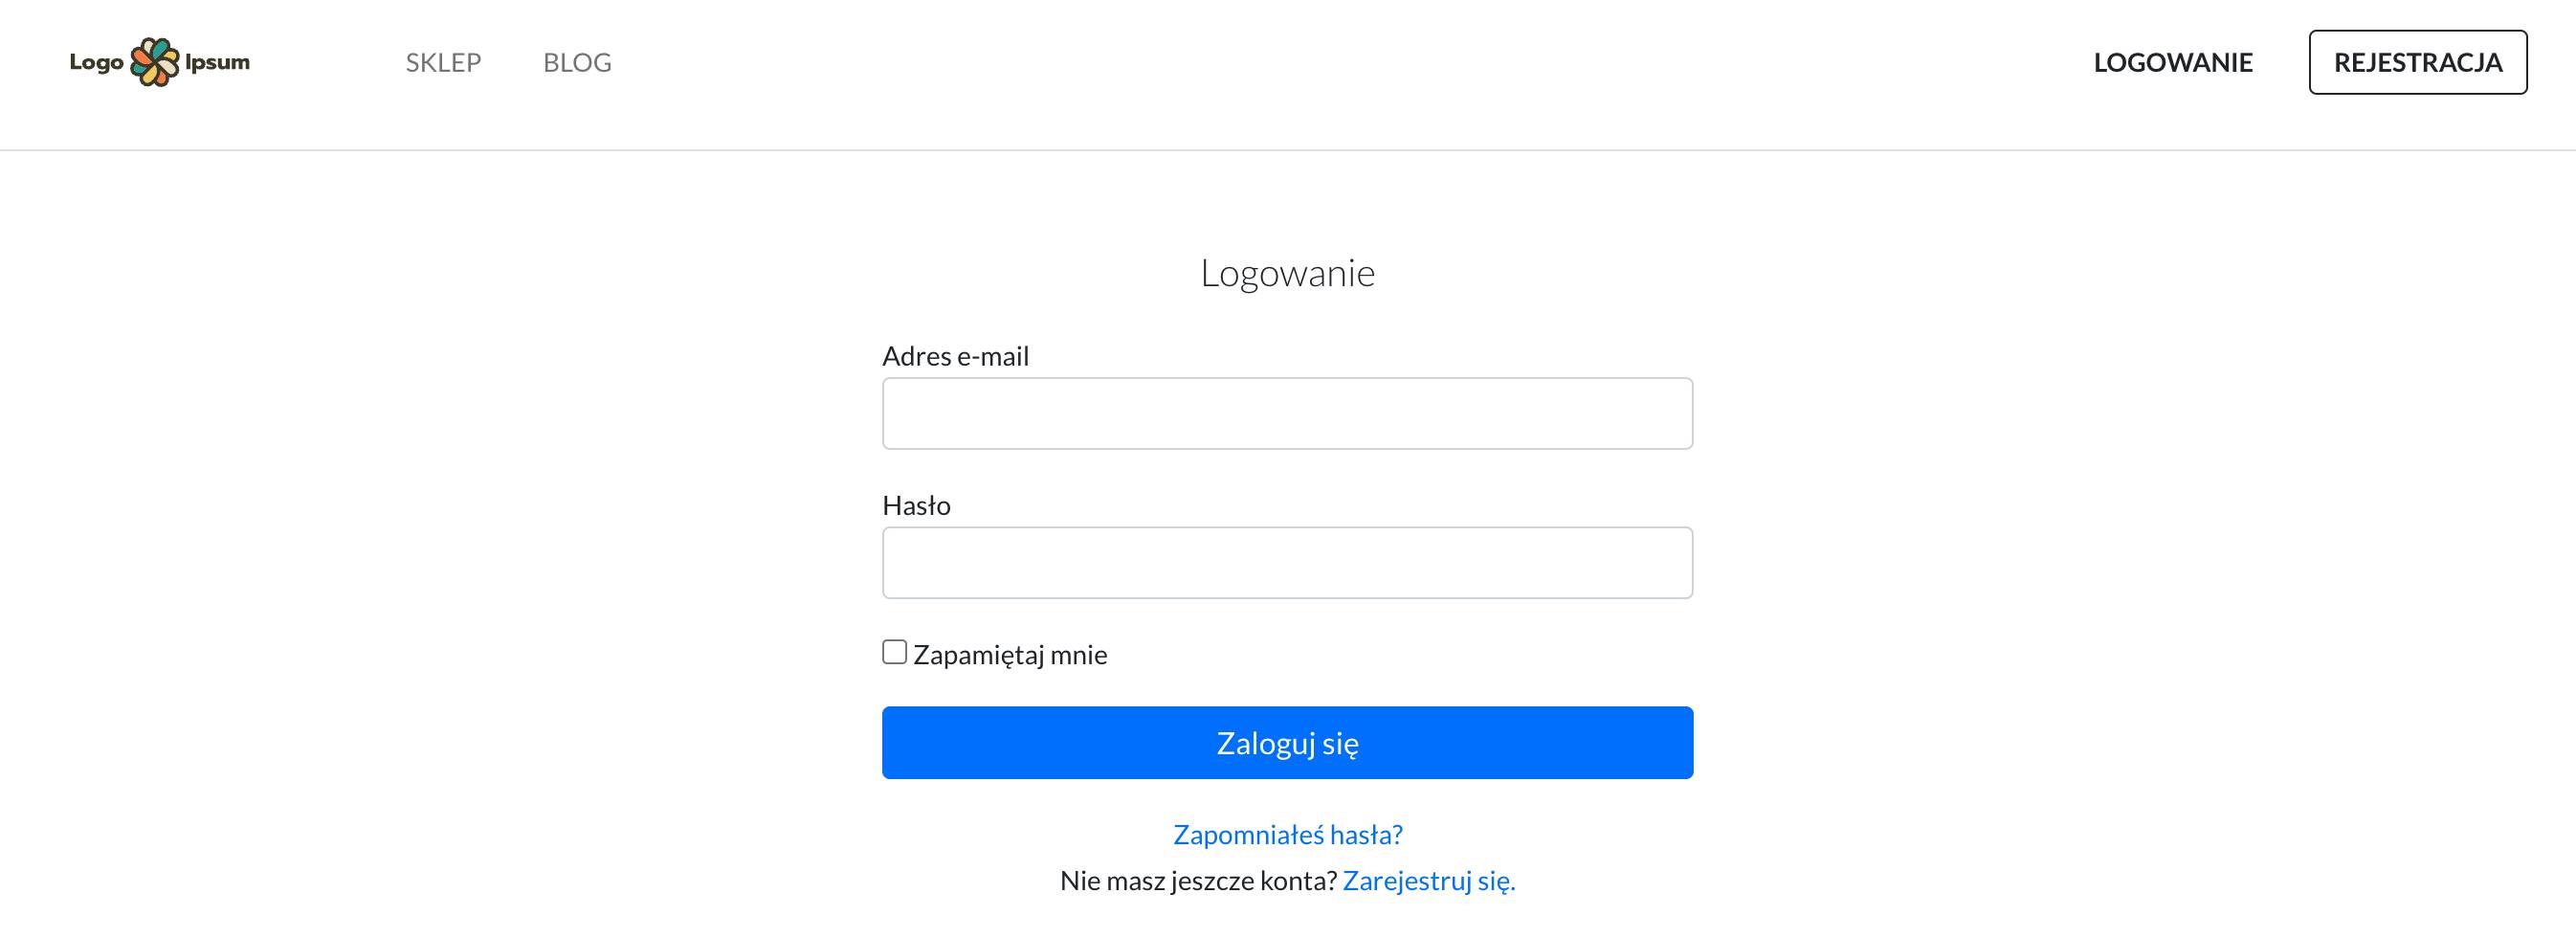 Logo Ipsum SKLEP BLOG LOGOWANIE REJESTRACJA
Logowanie
Adres e-mail
Hasło
Zapamiętaj mnie
Zaloguj się
Zapomniałeś hasła?
Nie masz jeszcze konta? Zarejestruj się.